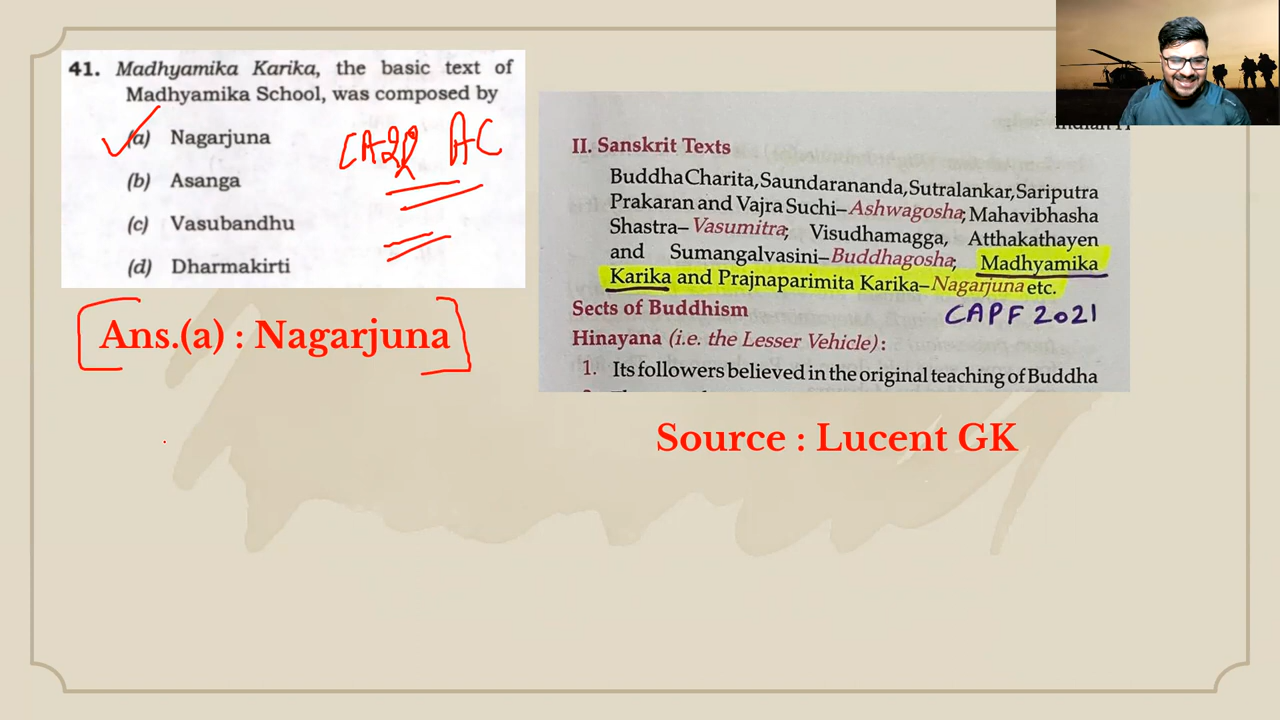 41. Madhyamika Karika, the basic text of
Madhyamika School, was composed by
(a) Nagarjuna
(b) Asanga
(c) Vasubandhu
(d) Dharmakirti
Ans.(a) : Nagarjuna
II. Sanskrit Texts
Buddha Charita, Saundarananda, Sutralankar, Sariputra
Prakaran and Vajra Suchi–Ashwagosha; Mahavibhasha
Shastra– Vasumitra; Visudhamagga, Atthakathayen
and Sumangalvasini–Buddhagosha; Madhyamika
Karika and Prajnaparimita Karika–Nagarjuna etc.
CAPF 2021
Sects of Buddhism
Hinayana (i.e. the Lesser Vehicle) :
1. Its followers believed in the original teaching of Buddha
Source : Lucent GK